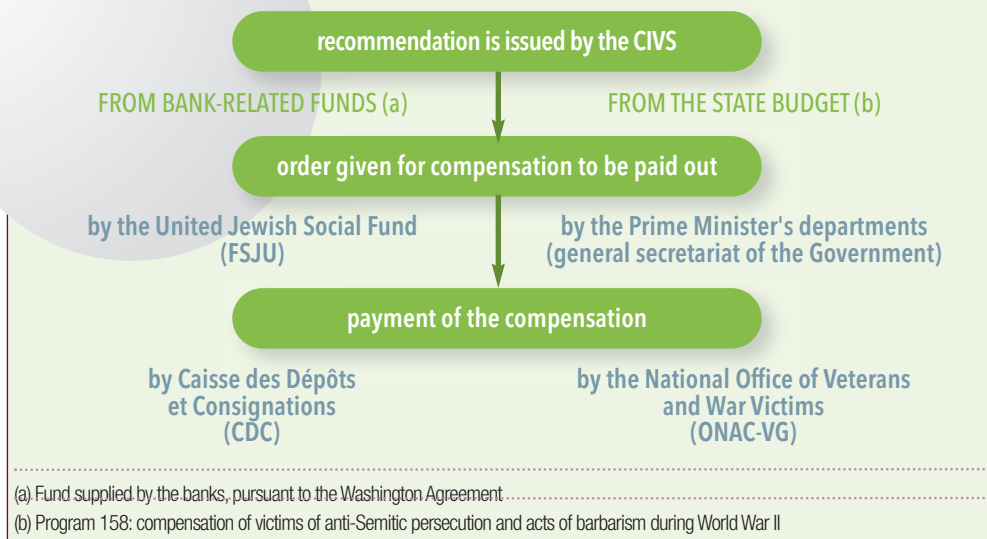 recommendation is issued by the CIVS
FROM BANK-RELATED FUNDS (a)
FROM THE STATE BUDGET (b)
order given for compensation to be paid out
by the United Jewish Social Fund
(FSJU)
by the Prime Minister's departments
(general secretariat of the Government)
payment of the compensation
by Caisse des Dépôts
et Consignations
(CDC)
by the National Office of Veterans
and War Victims
(ONAC-VG)
(a) Fund supplied by the banks, pursuant to the Washington Agreement
(b) Program 158: compensation of victims of anti-Semitic persecution and acts of barbarism during World War II